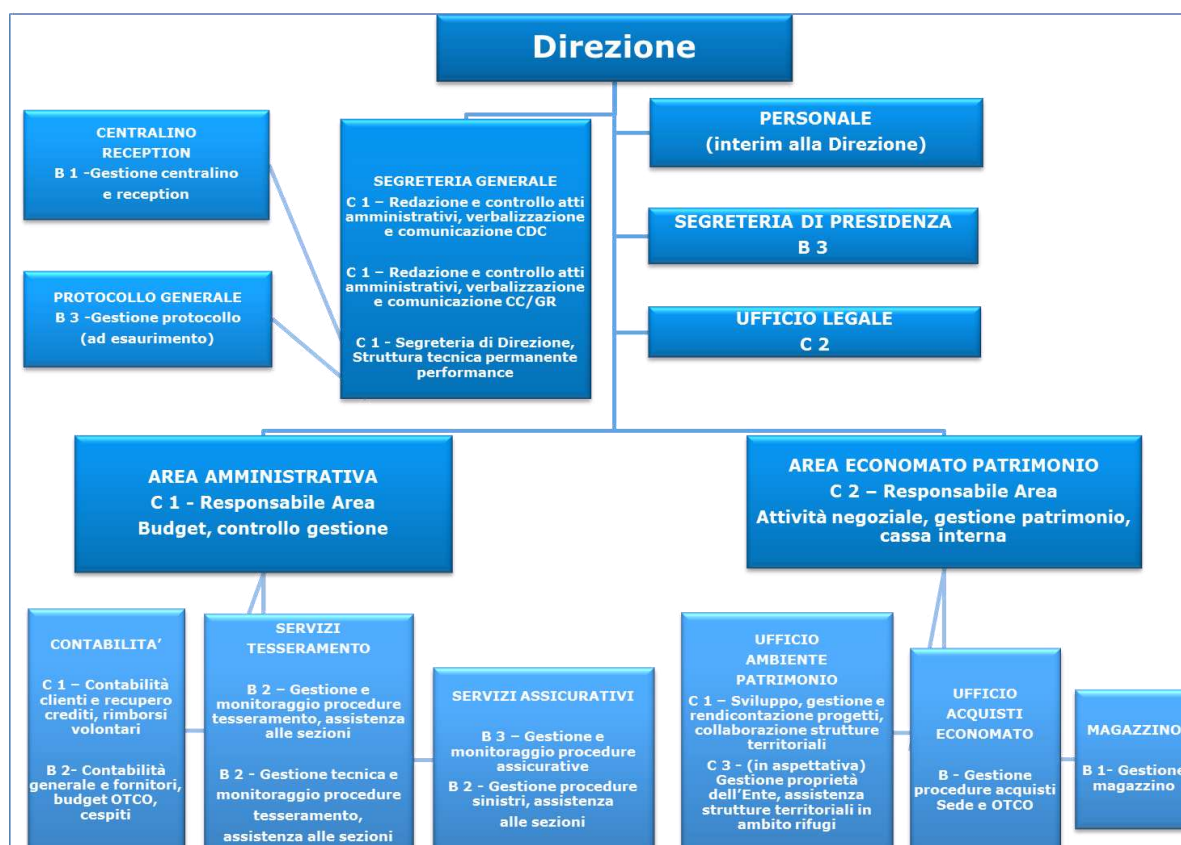 Direzione
CENTRALINO
RECEPTION
B 1 -Gestione centralino
e reception
PROTOCOLLO GENERALE
B 3 -Gestione protocollo
(ad esaurimento)
SEGRETERIA GENERALE
C 1 – Redazione e controllo atti
amministrativi, verbalizzazione
e comunicazione CDC
C 1 – Redazione e controllo atti
amministrativi, verbalizzazione
e comunicazione CC/GR
C 1 - Segreteria di Direzione,
Struttura tecnica permanente
performance
PERSONALE
(interim alla Direzione)
SEGRETERIA DI PRESIDENZA
B 3
UFFICIO LEGALE
C 2
AREA AMMINISTRATIVA
C 1 - Responsabile Area
Budget, controllo gestione
AREA ECONOMATO PATRIMONIO
C 2 – Responsabile Area
Attività negoziale, gestione patrimonio,
cassa interna
CONTABILITA’
C 1 – Contabilità
clienti e recupero
crediti, rimborsi
volontari
B 2- Contabilità
generale e fornitori,
budget OTCO,
cespiti
SERVIZI
TESSERAMENTO
B 2 – Gestione e
monitoraggio procedure
tesseramento, assistenza
alle sezioni
B 2 - Gestione tecnica e
monitoraggio procedure
tesseramento,
assistenza alle sezioni
SERVIZI ASSICURATIVI
B 3 – Gestione e
monitoraggio procedure
assicurative
B 2 - Gestione procedure
sinistri, assistenza
alle sezioni
UFFICIO
AMBIENTE
PATRIMONIO
C 1 – Sviluppo, gestione e
rendicontazione progetti,
collaborazione strutture
territoriali
C 3 - (in aspettativa)
Gestione proprietà
dell'Ente, assistenza
strutture territoriali in
ambito rifugi
UFFICIO
ACQUISTI
ECONOMATO
B - Gestione
procedure acquisti
Sede e OTCO
MAGAZZINO
B 1- Gestione
magazzino